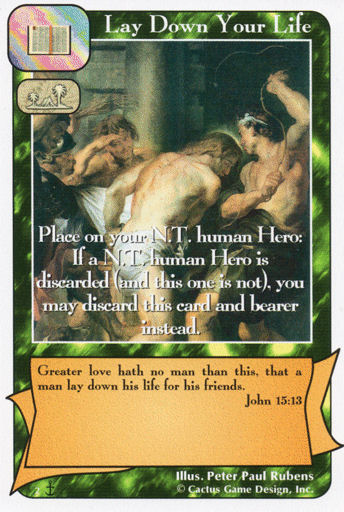 Lay Down Your Life
Place on your N.T. human Hero:
If a N.T. human Hero is
discarded (and this one is not), you
may discard this card and bearer
instead.
Greater love hath no man than this, that a
man lay down his life for his friends.
John 15:13
Illus. Peter Paul Rubens
2
© Cactus Game Design, Inc.